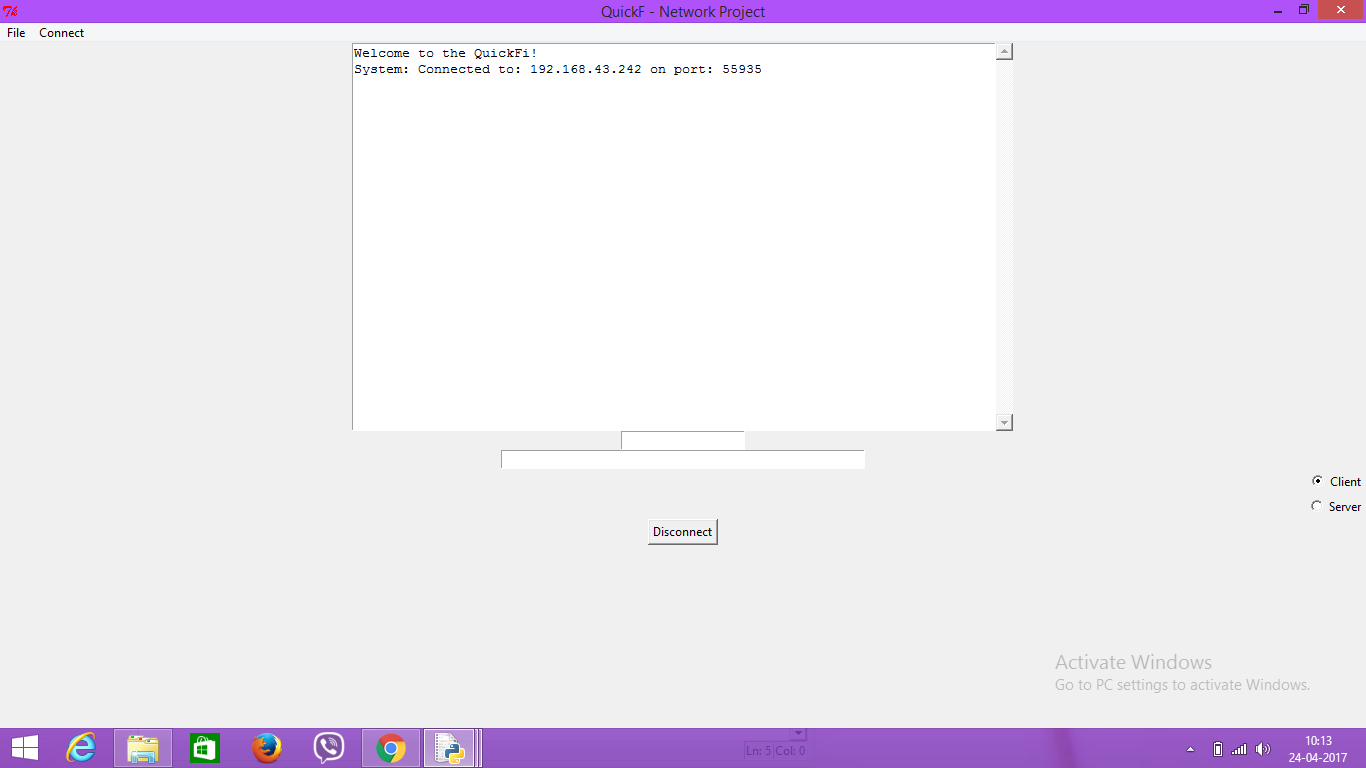 QuickF - Network Project
File Connect
Welcome to the QuickFi!
System: Connected to: 192.168.43.242 on port: 55935
Client
Server
Disconnect
Activate Windows
Go to PC settings to activate Windows.
Ln: 5 Col: 0
10:13
24-04-2017